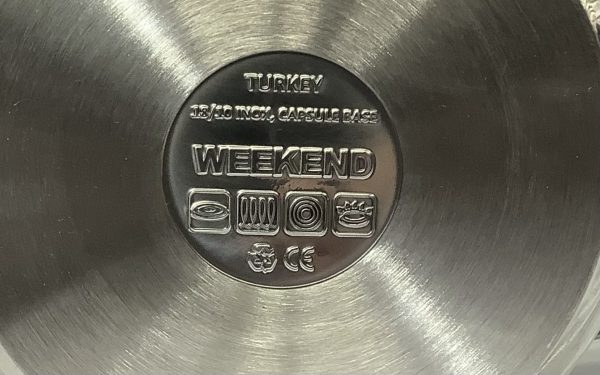 TURKEY
18/10 INOX, CAPSULE BASE
WEEKEND
CE